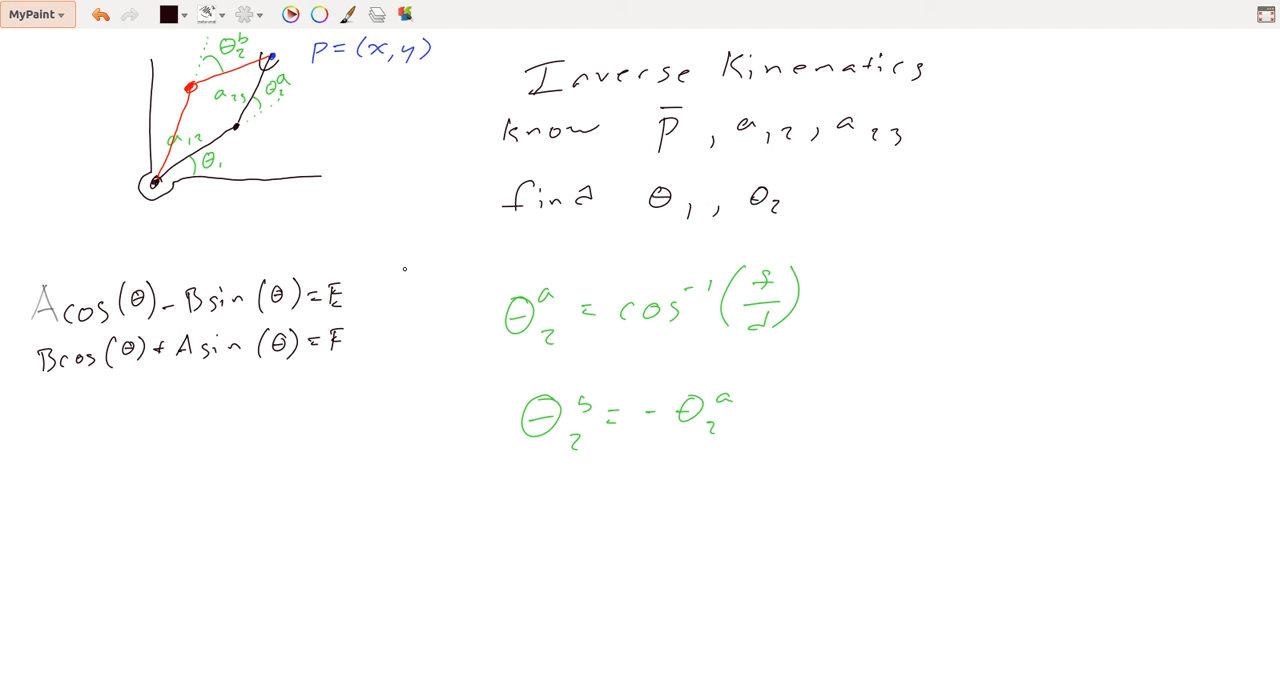 MyPaint
θ₂ᵇ
P = (x, y)
θ₂ᵃ
a₂₃
a₁₂
θ₁
Inverse Kinematics
know p̅, a₁₂, a₂₃
find θ₁, θ₂
A cos(θ) - B sin(θ) = E
B cos(θ) + A sin(θ) = F
θ₂ᵃ = cos⁻¹(f/d)
θ₂ᵇ = - θ₂ᵃ